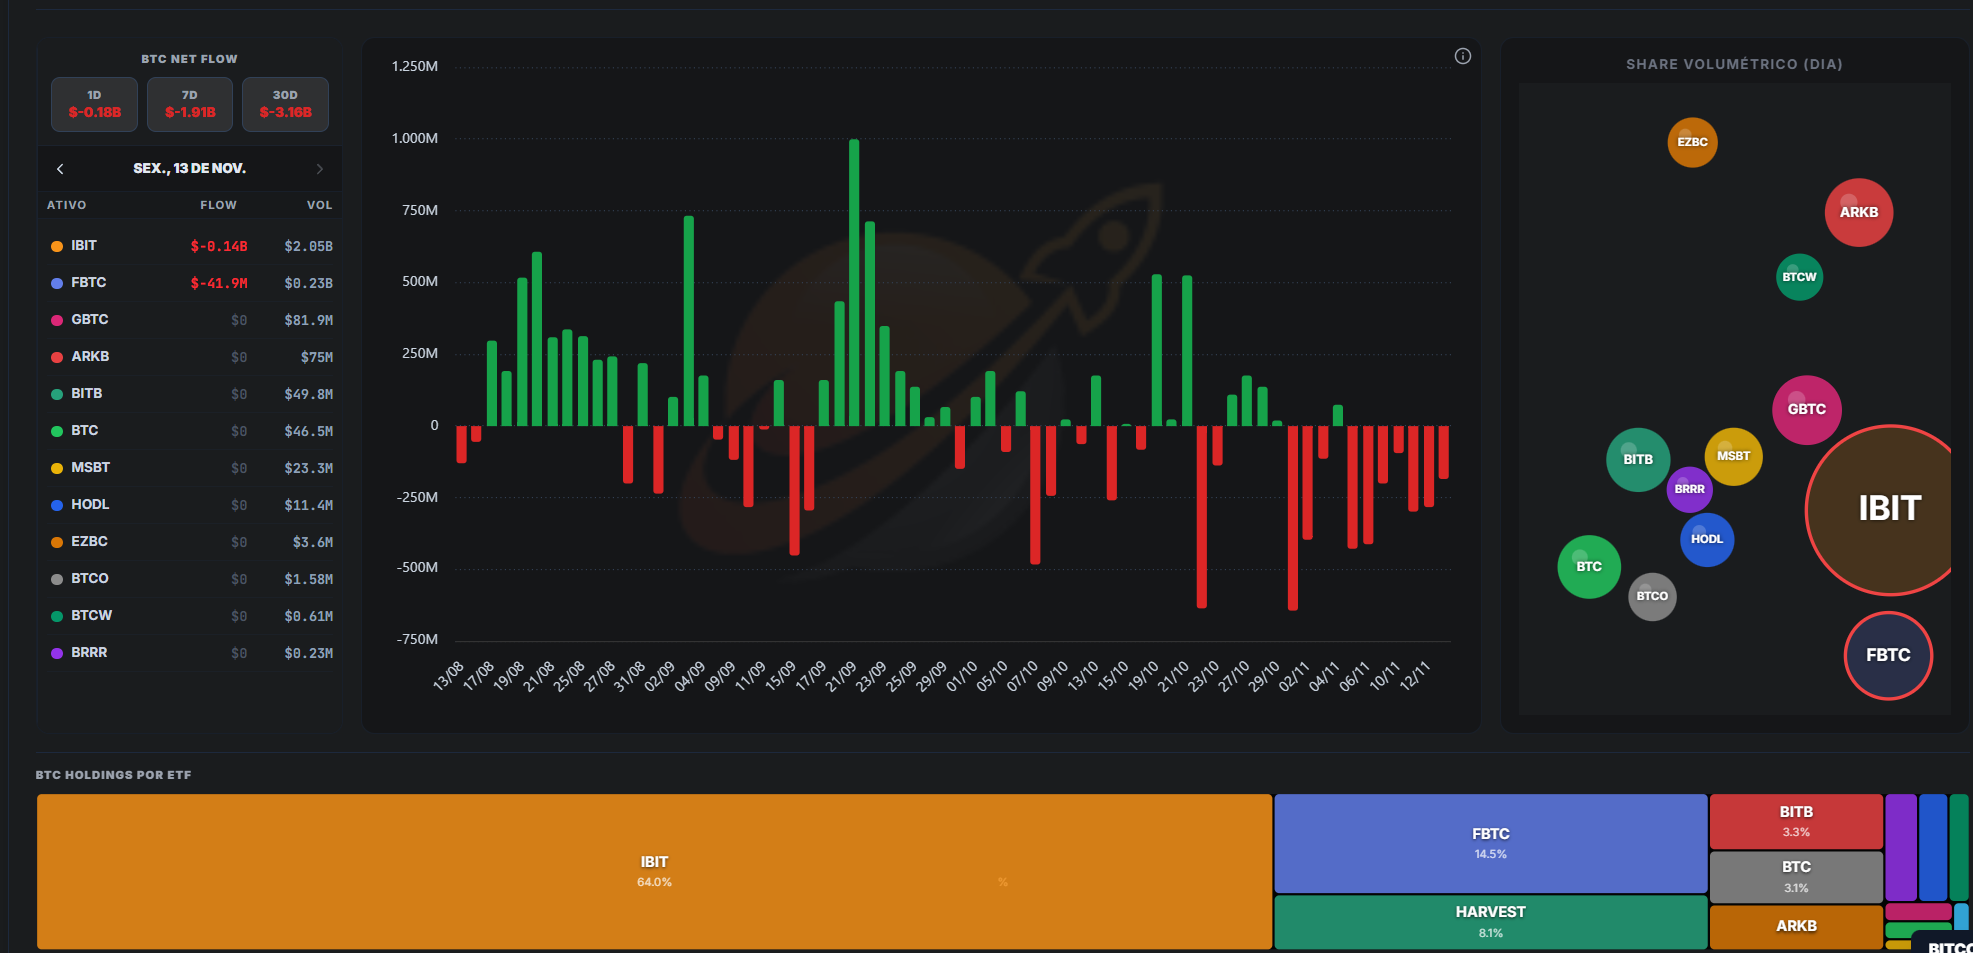 BTC NET FLOW
1D 7D 30D
$-0.18B $-1.91B $-3.16B
SEX., 13 DE NOV.
ATIVO FLOW VOL
IBIT $-0.14B $2.05B
FBTC $-41.9M $0.23B
GBTC $0 $81.9M
ARKB $0 $75M
BITB $0 $49.8M
BTC $0 $46.5M
MSBT $0 $23.3M
HODL $0 $11.4M
EZBC $0 $3.6M
BTCO $0 $1.58M
BTCW $0 $0.61M
BRRR $0 $0.23M
1.250M
1.000M
750M
500M
250M
0
-250M
-500M
-750M
13/08 17/08 19/08 21/08 25/08 27/08 31/08 02/09 04/09 09/09 11/09 15/09 17/09 21/09 23/09 25/09 29/09 01/10 05/10 07/10 09/10 13/10 15/10 19/10 21/10 23/10 27/10 29/10 02/11 04/11 06/11 10/11 12/11
SHARE VOLUMÉTRICO (DIA)
EZBC
ARKB
BTCW
GBTC
BITB
MSBT
BRRR
IBIT
HODL
BTC
BTCO
FBTC
BTC HOLDINGS POR ETF
IBIT
64.0%
%
FBTC
14.5%
HARVEST
8.1%
BITB
3.3%
BTC
3.1%
ARKB